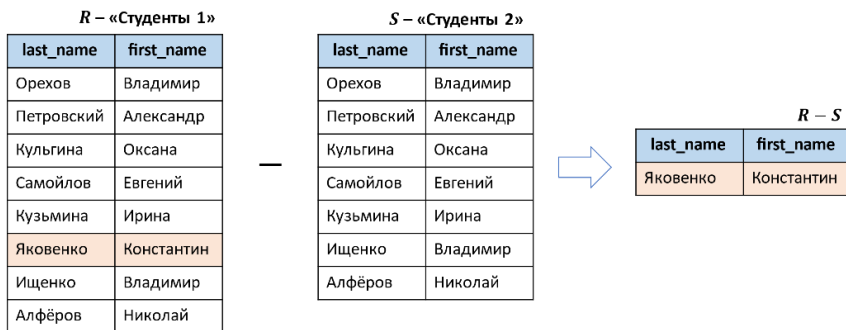 R – «Студенты 1»
last_name first_name
Орехов Владимир
Петровский Александр
Кульгина Оксана
Самойлов Евгений
Кузьмина Ирина
Яковенко Константин
Ищенко Владимир
Алфёров Николай
—
S – «Студенты 2»
last_name first_name
Орехов Владимир
Петровский Александр
Кульгина Оксана
Самойлов Евгений
Кузьмина Ирина
Ищенко Владимир
Алфёров Николай
R – S
last_name first_name
Яковенко Константин